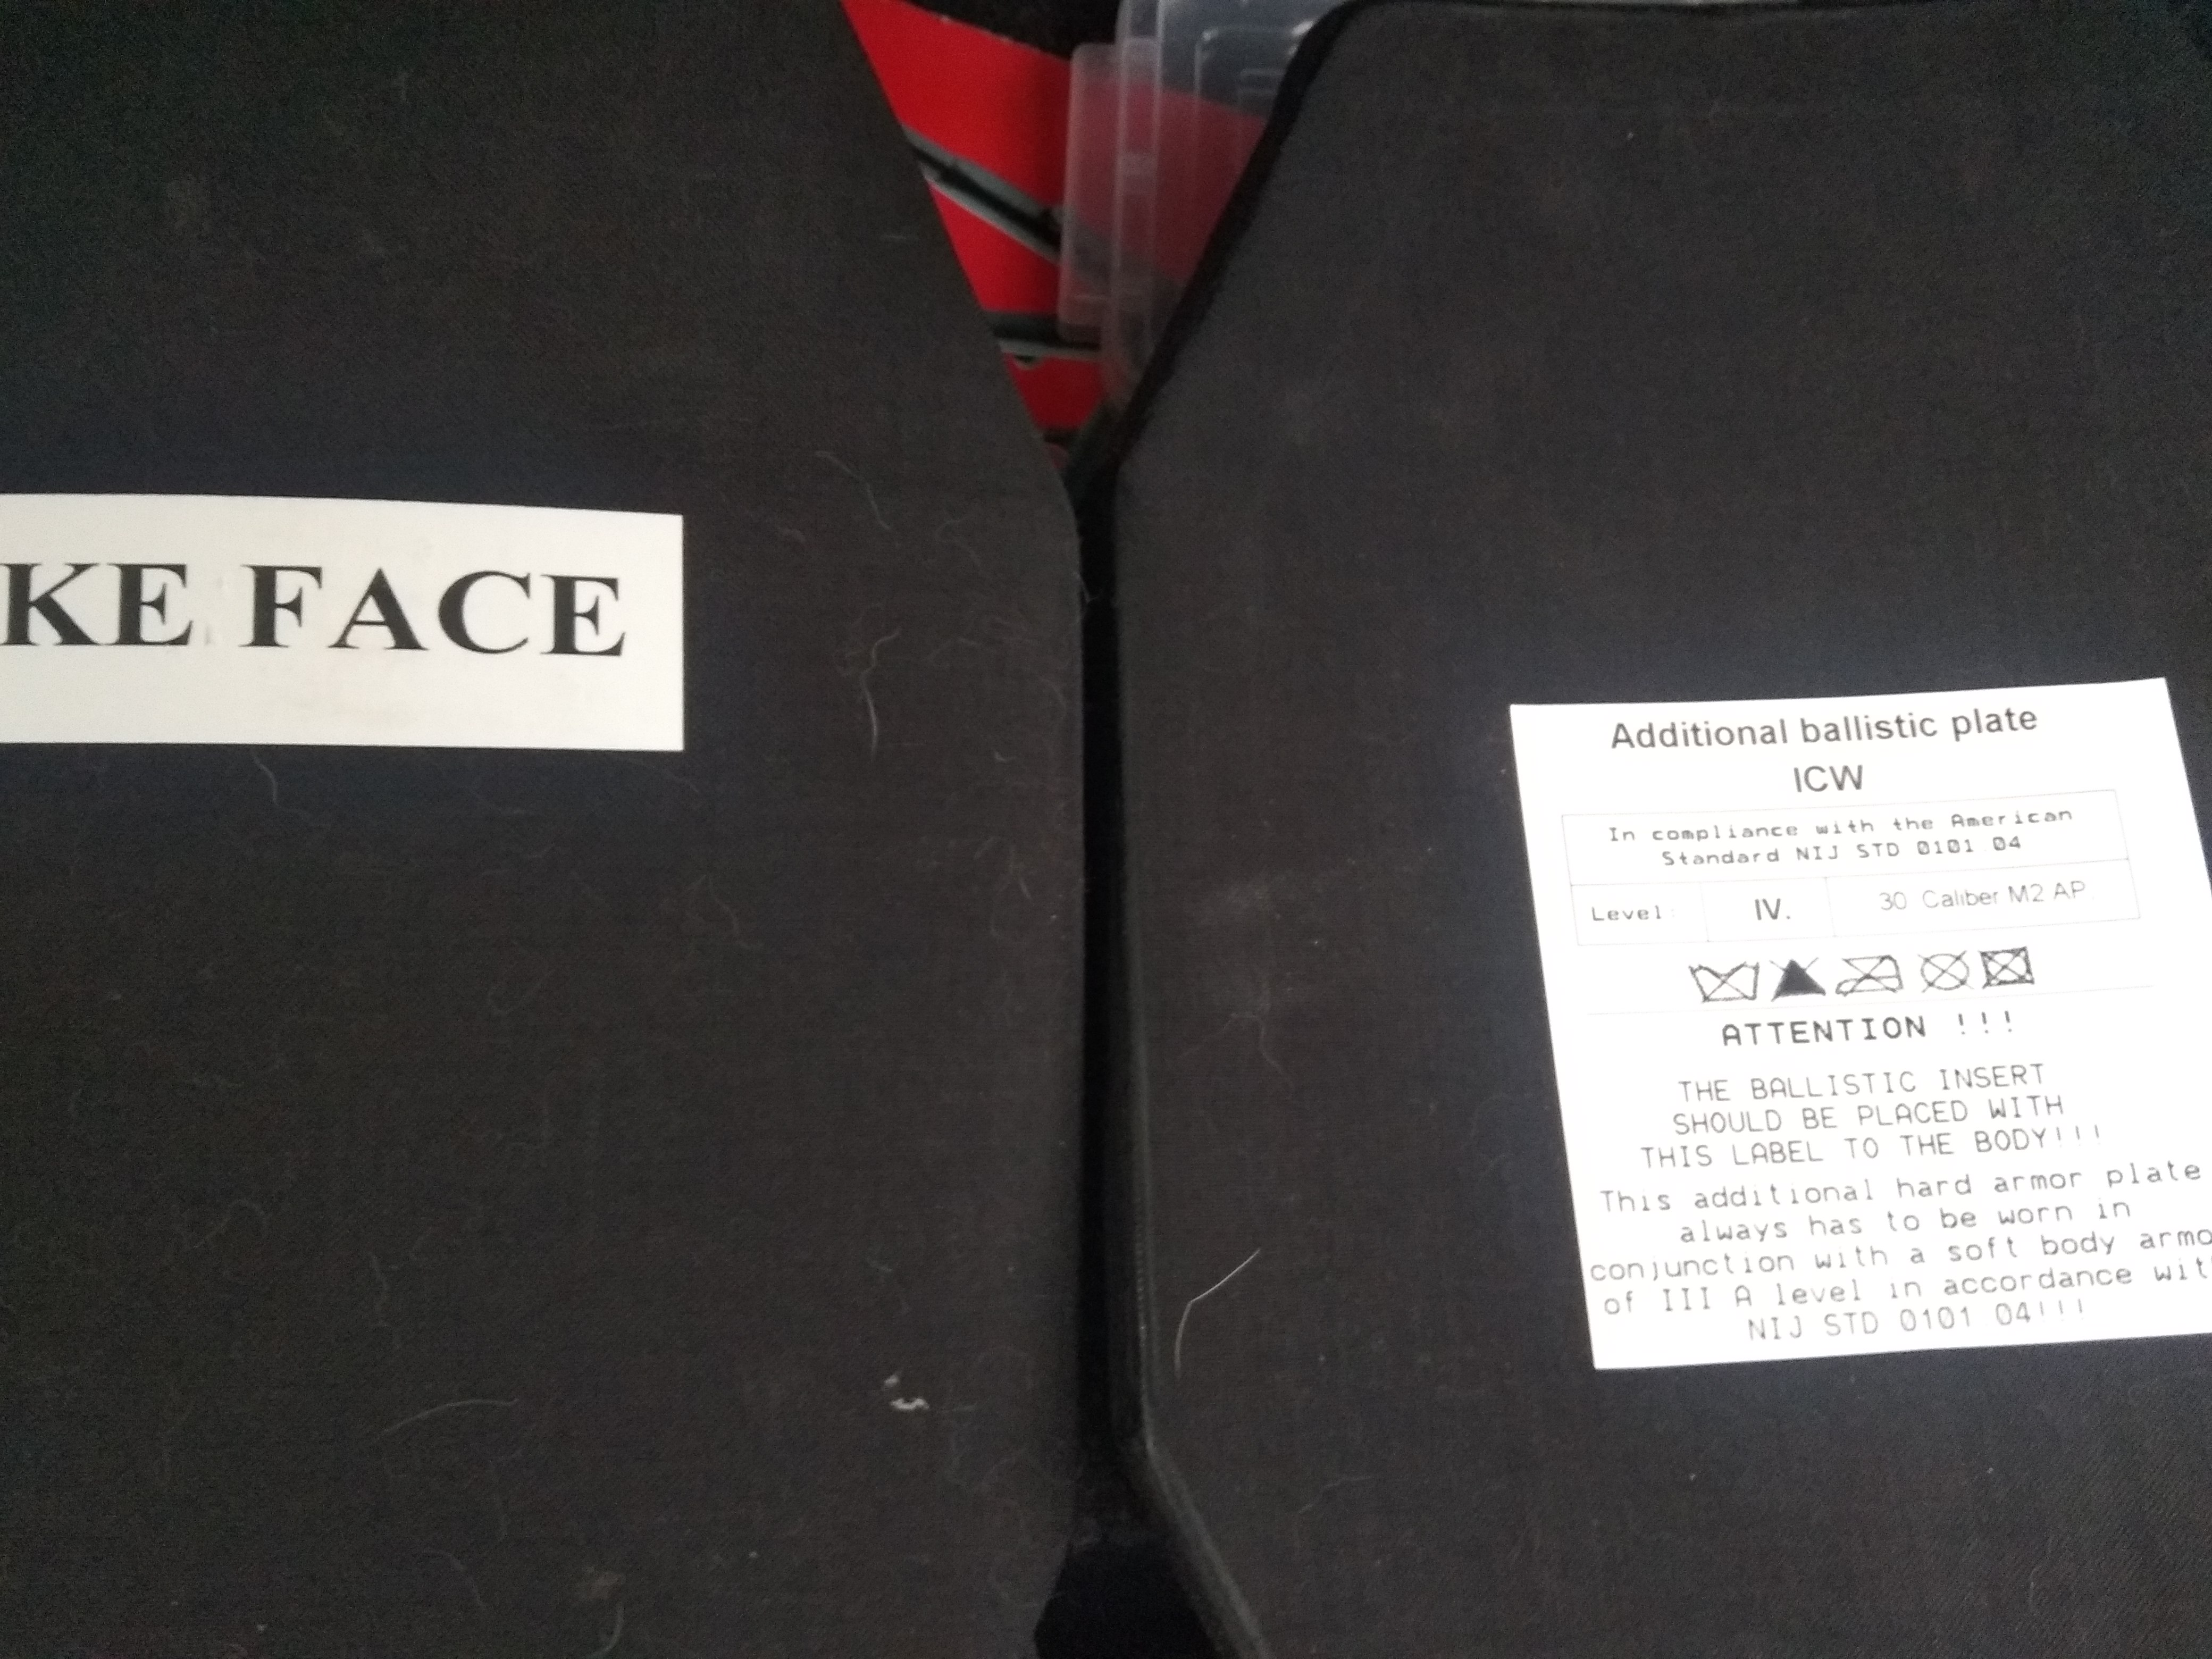 KE FACE
Additional ballistic plate
ICW
In compliance with the American
Standard NIJ STD 0101 04
Level: IV. 30 Caliber M2 AP.
ATTENTION !!!
THE BALLISTIC INSERT
SHOULD BE PLACED WITH
THIS LABEL TO THE BODY!!!
This additional hard armor plate
always has to be worn in
conjunction with a soft body armo
of III A level in accordance wit
NIJ STD 0101 04!!!